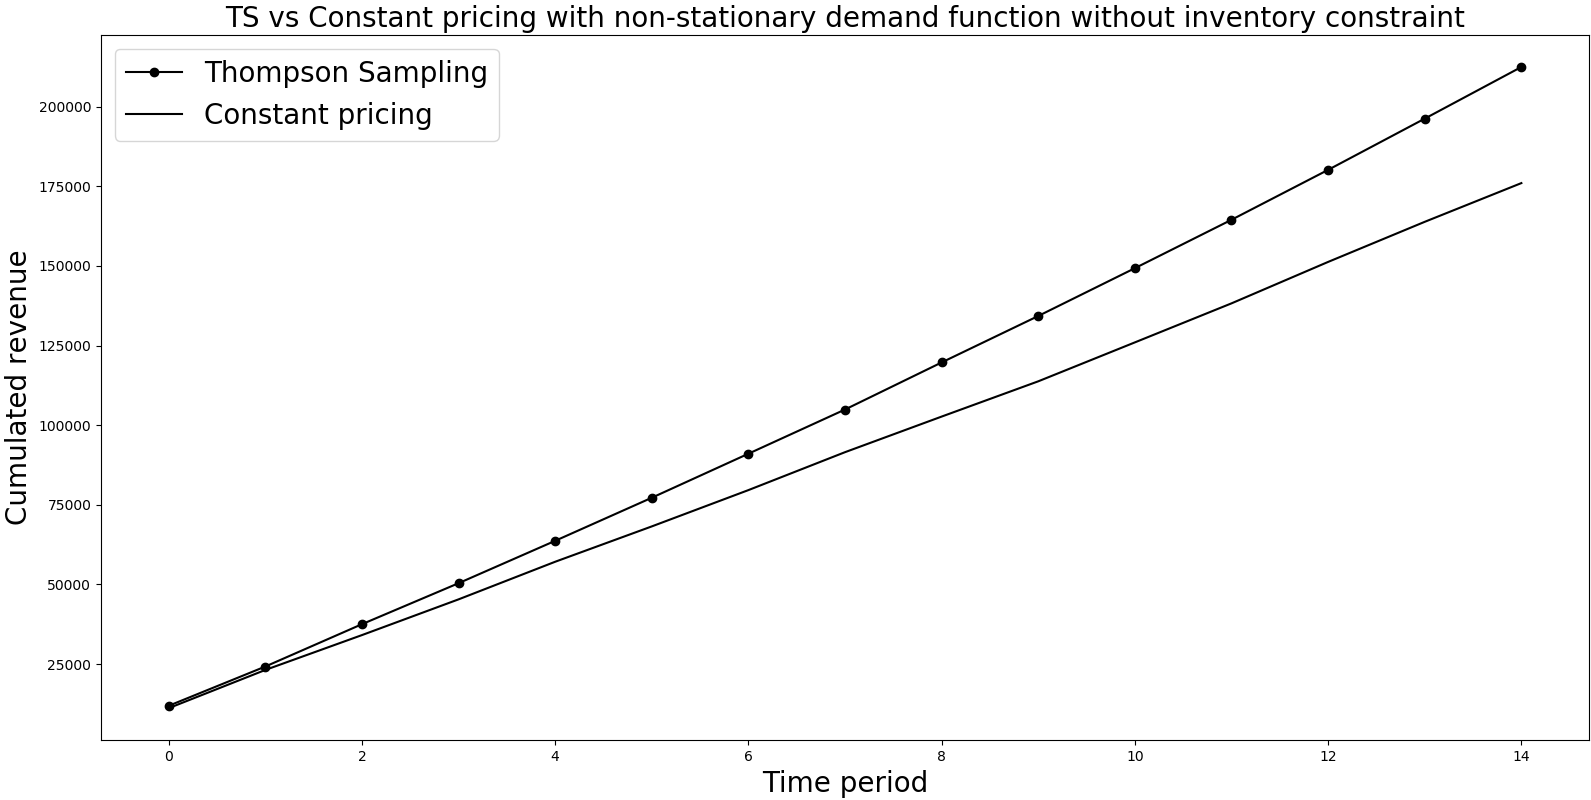 TS vs Constant pricing with non-stationary demand function without inventory constraint
Thompson Sampling
Constant pricing
Cumulated revenue
200000
175000
150000
125000
100000
75000
50000
25000
0 2 4 6 8 10 12 14
Time period